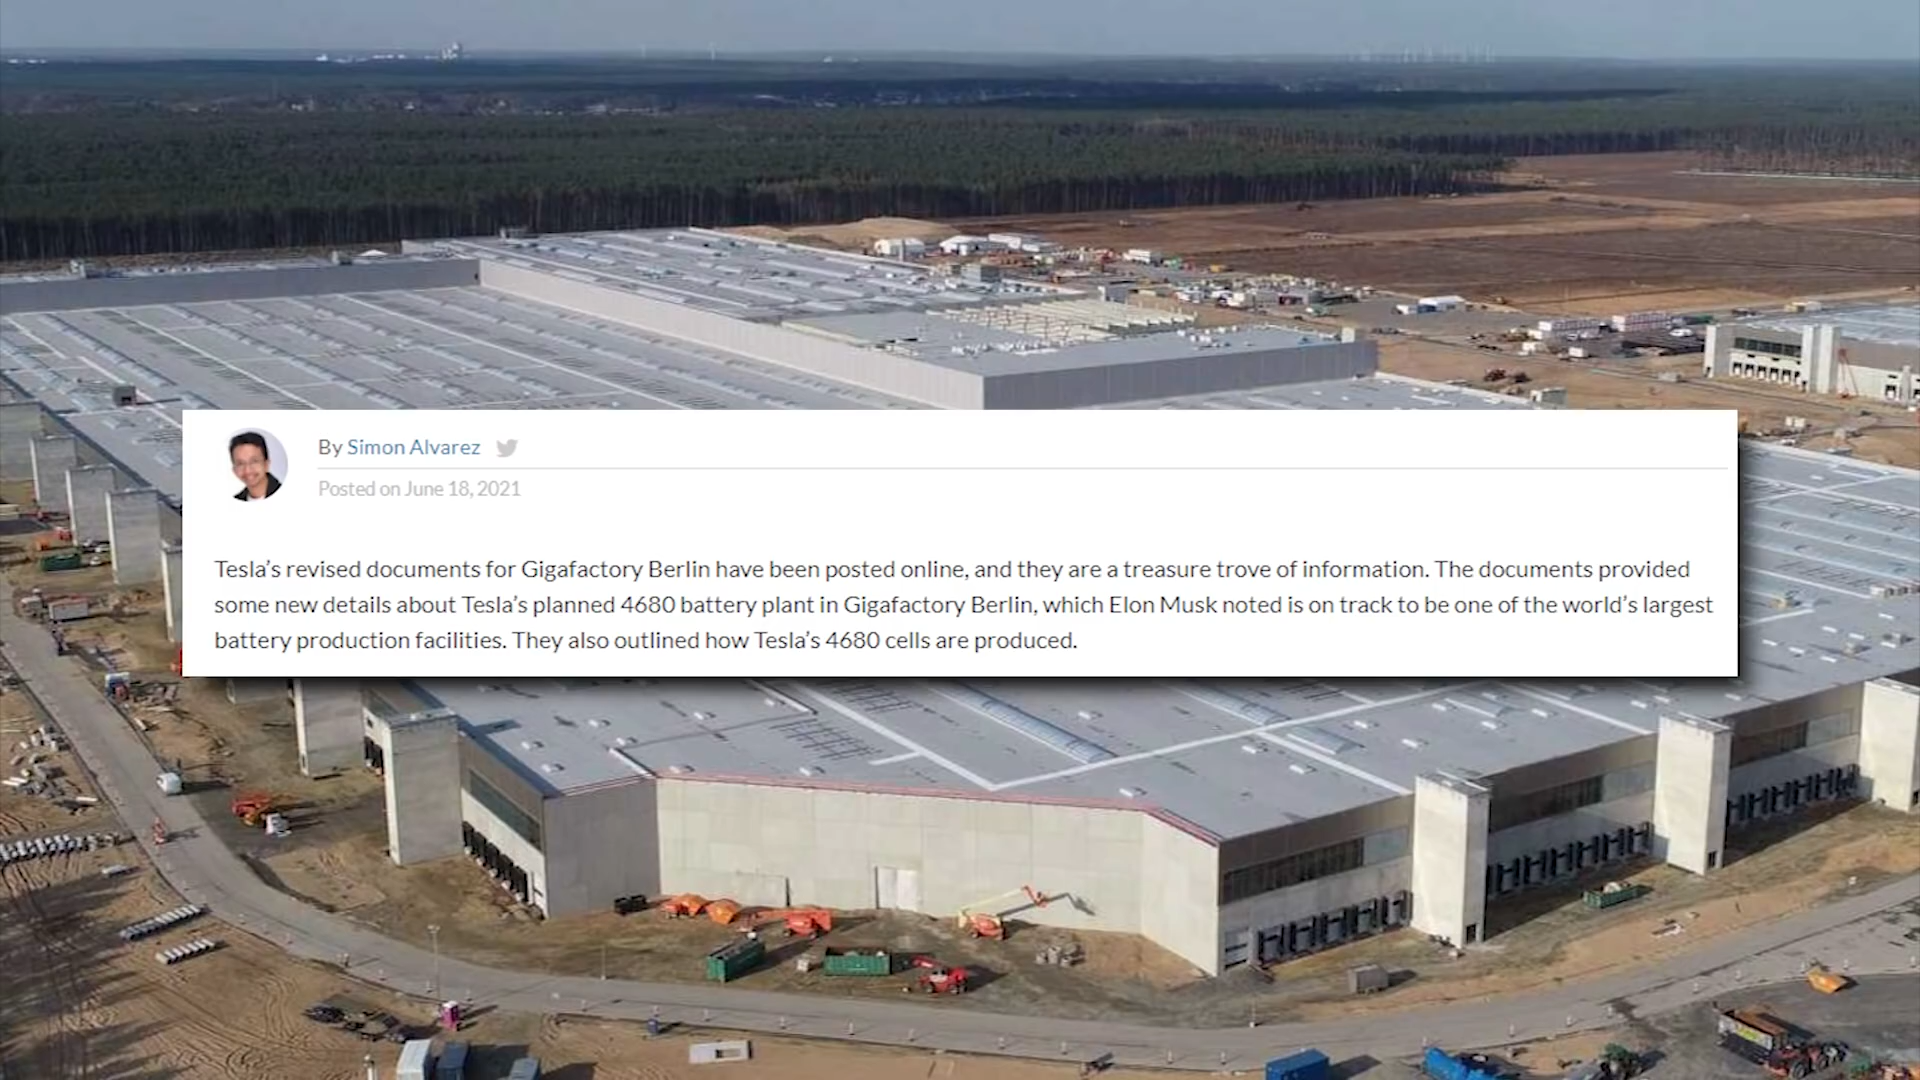 By Simon Alvarez
Posted on June 18, 2021
Tesla’s revised documents for Gigafactory Berlin have been posted online, and they are a treasure trove of information. The documents provided
some new details about Tesla’s planned 4680 battery plant in Gigafactory Berlin, which Elon Musk noted is on track to be one of the world’s largest
battery production facilities. They also outlined how Tesla’s 4680 cells are produced.